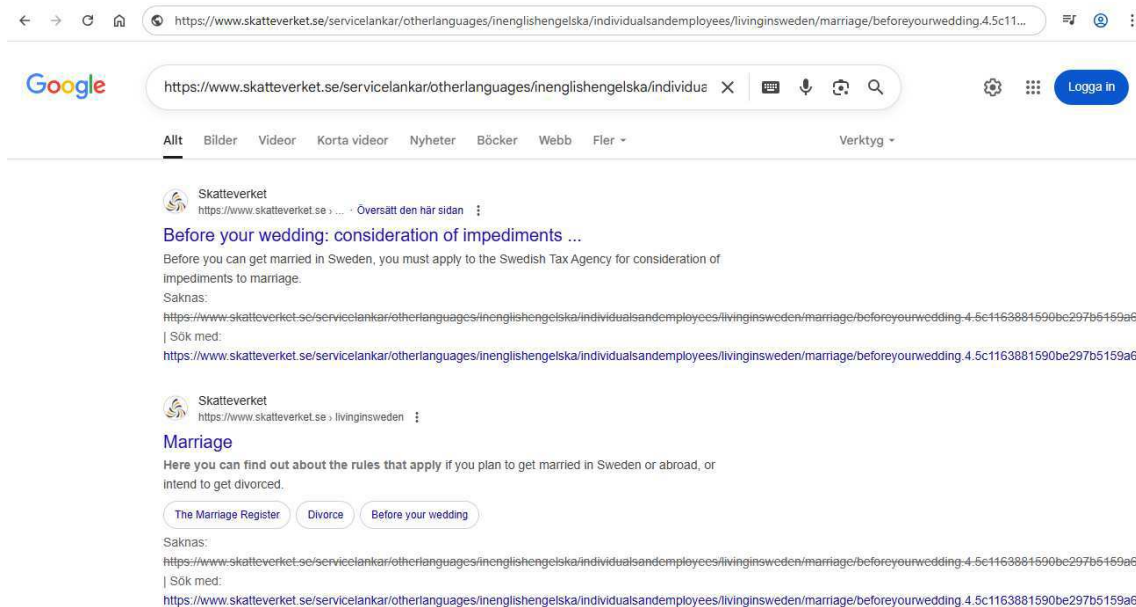 https://www.skatteverket.se/servicelankar/otherlanguages/inenglishengelska/individualsandemployees/livinginsweden/marriage/beforeyourwedding.4.5c11...
Google
https://www.skatteverket.se/servicelankar/otherlanguages/inenglishengelska/individua
Logga in
Allt Bilder Videor Korta videor Nyheter Böcker Webb Fler Verktyg
Skatteverket
https://www.skatteverket.se › ... · Översätt den här sidan
Before your wedding: consideration of impediments ...
Before you can get married in Sweden, you must apply to the Swedish Tax Agency for consideration of
impediments to marriage.
Saknas:
https://www.skatteverket.se/servicelankar/otherlanguages/inenglishengelska/individualsandemployees/livinginsweden/marriage/beforeyourwedding.4.5c1163881590be297b5159a6
| Sök med:
https://www.skatteverket.se/servicelankar/otherlanguages/inenglishengelska/individualsandemployees/livinginsweden/marriage/beforeyourwedding.4.5c1163881590be297b5159a6
Skatteverket
https://www.skatteverket.se › livinginsweden
Marriage
Here you can find out about the rules that apply if you plan to get married in Sweden or abroad, or
intend to get divorced.
The Marriage Register Divorce Before your wedding
Saknas:
https://www.skatteverket.se/servicelankar/otherlanguages/inenglishengelska/individualsandemployees/livinginsweden/marriage/beforeyourwedding.4.5c1163881590be297b5159a6
| Sök med:
https://www.skatteverket.se/servicelankar/otherlanguages/inenglishengelska/individualsandemployees/livinginsweden/marriage/beforeyourwedding.4.5c1163881590be297b5159a6